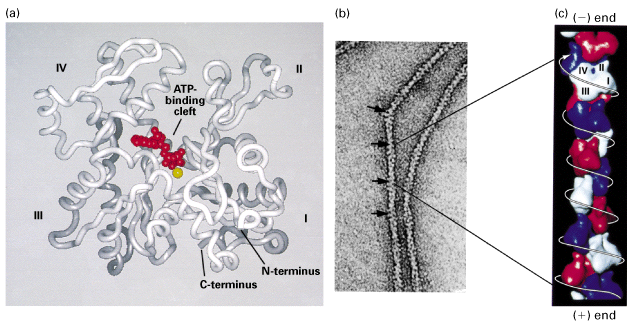 (a)
IV
II
ATP-
binding
cleft
III
I
N-terminus
C-terminus
(b)
(c)
(−) end
IV
II
I
III
(+) end